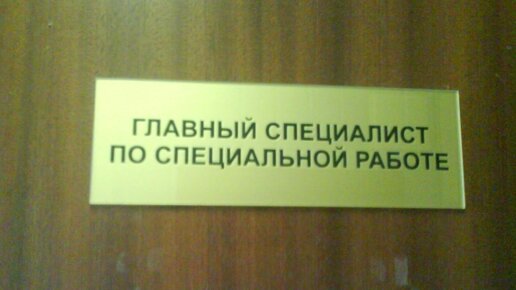 ГЛАВНЫЙ СПЕЦИАЛИСТ
ПО СПЕЦИАЛЬНОЙ РАБОТЕ